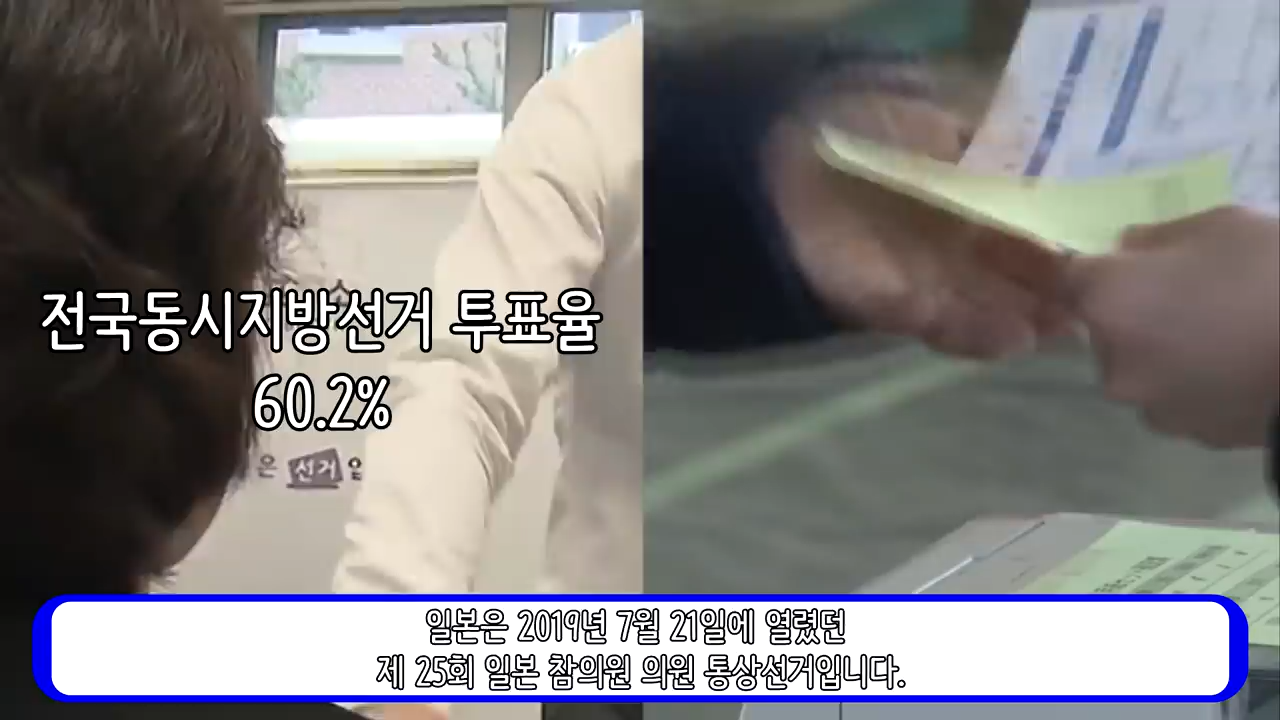 전국동시지방선거 투표율
60.2%
은 선거
일본은 2019년 7월 21일에 열렸던
제 25회 일본 참의원 의원 통상선거입니다.